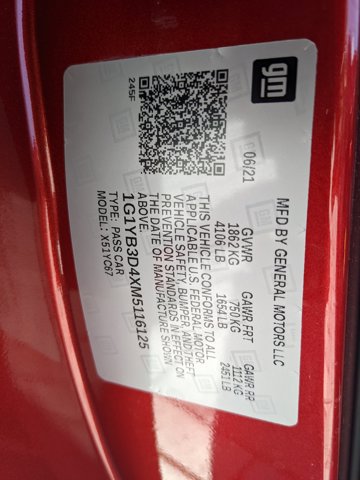 gm
MFD BY GENERAL MOTORS LLC
06/21
GVWR GAWR FRT GAWR RR
1862 KG 750 KG 1112 KG
4106 LB 1654 LB 2451 LB
THIS VEHICLE CONFORMS TO ALL
APPLICABLE U.S. FEDERAL MOTOR
VEHICLE SAFETY, BUMPER, AND THEFT
PREVENTION STANDARDS IN EFFECT ON
THE DATE OF MANUFACTURE SHOWN
ABOVE.
1G1YB3D4XM5116125
TYPE: PASS CAR
MODEL: X51YC67
245F